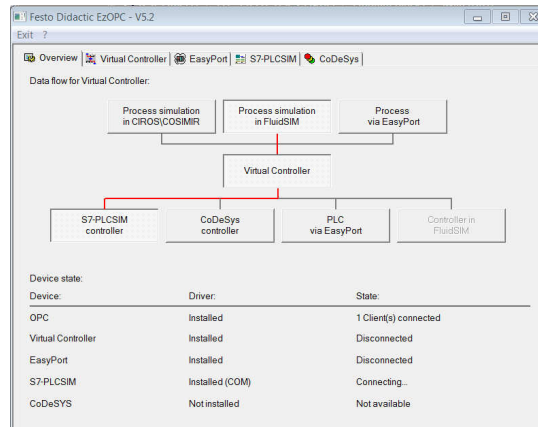 Festo Didactic EzOPC - V5.2
Exit ?
Overview Virtual Controller EasyPort S7-PLCSIM CoDeSys
Data flow for Virtual Controller:
Process simulation Process simulation Process
in CIROS\COSIMIR in FluidSIM via EasyPort
Virtual Controller
S7-PLCSIM CoDeSys PLC Controller in
controller controller via EasyPort FluidSIM
Device state:
Device: Driver: State:
OPC Installed 1 Client(s) connected
Virtual Controller Installed Disconnected
EasyPort Installed Disconnected
S7-PLCSIM Installed (COM) Connecting...
CoDeSYS Not installed Not available